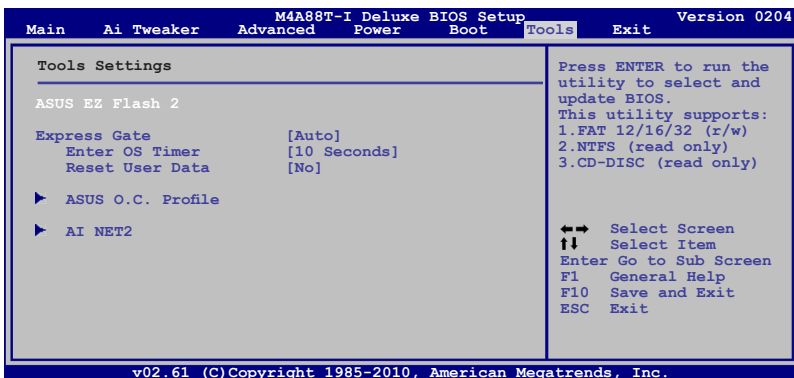 M4A88T-I Deluxe BIOS Setup Version 0204
Main Ai Tweaker Advanced Power Boot Tools Exit
Tools Settings
ASUS EZ Flash 2
Express Gate [Auto]
Enter OS Timer [10 Seconds]
Reset User Data [No]
ASUS O.C. Profile
AI NET2
Press ENTER to run the
utility to select and
update BIOS.
This utility supports:
1.FAT 12/16/32 (r/w)
2.NTFS (read only)
3.CD-DISC (read only)
←→ Select Screen
↑↓ Select Item
Enter Go to Sub Screen
F1 General Help
F10 Save and Exit
ESC Exit
v02.61 (C)Copyright 1985-2010, American Megatrends, Inc.